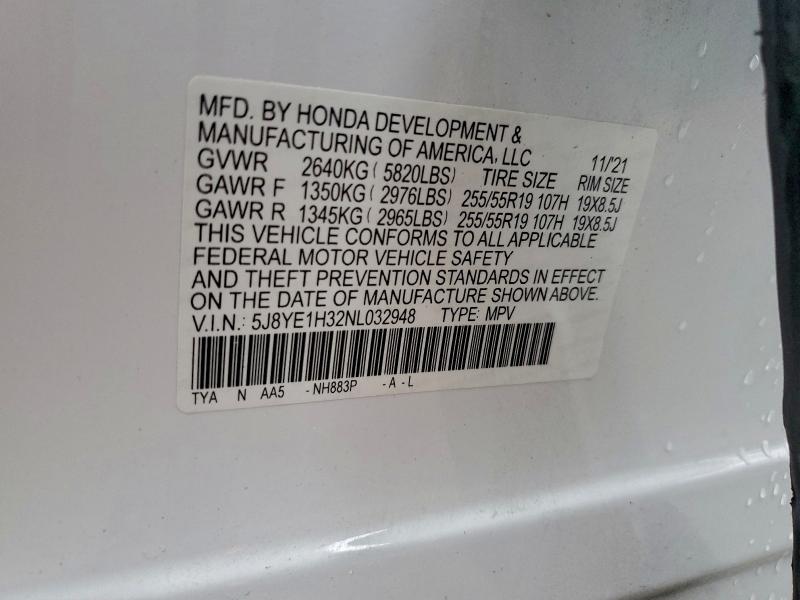 MFD. BY HONDA DEVELOPMENT &
MANUFACTURING OF AMERICA, LLC 11/'21
GVWR 2640KG ( 5820LBS) TIRE SIZE RIM SIZE
GAWR F 1350KG ( 2976LBS) 255/55R19 107H 19X8.5J
GAWR R 1345KG ( 2965LBS) 255/55R19 107H 19X8.5J
THIS VEHICLE CONFORMS TO ALL APPLICABLE
FEDERAL MOTOR VEHICLE SAFETY
AND THEFT PREVENTION STANDARDS IN EFFECT
ON THE DATE OF MANUFACTURE SHOWN ABOVE.
V.I.N.: 5J8YE1H32NL032948 TYPE: MPV
TYA N AA5 - NH883P - A - L